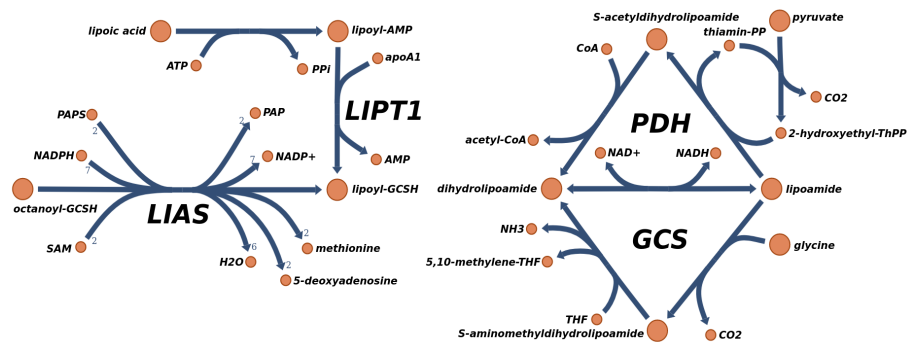 lipoic acid
lipoyl-AMP
ATP
PPi
apoA1
LIPT1
AMP
PAPS
2
NADPH
7
octanoyl-GCSH
SAM
2
LIAS
2
PAP
7
NADP+
lipoyl-GCSH
2
methionine
6
H2O
2
5-deoxyadenosine
S-acetyldihydrolipoamide
pyruvate
thiamin-PP
CoA
CO2
PDH
acetyl-CoA
2-hydroxyethyl-ThPP
NAD+
NADH
dihydrolipoamide
lipoamide
NH3
GCS
glycine
5,10-methylene-THF
THF
S-aminomethyldihydrolipoamide
CO2